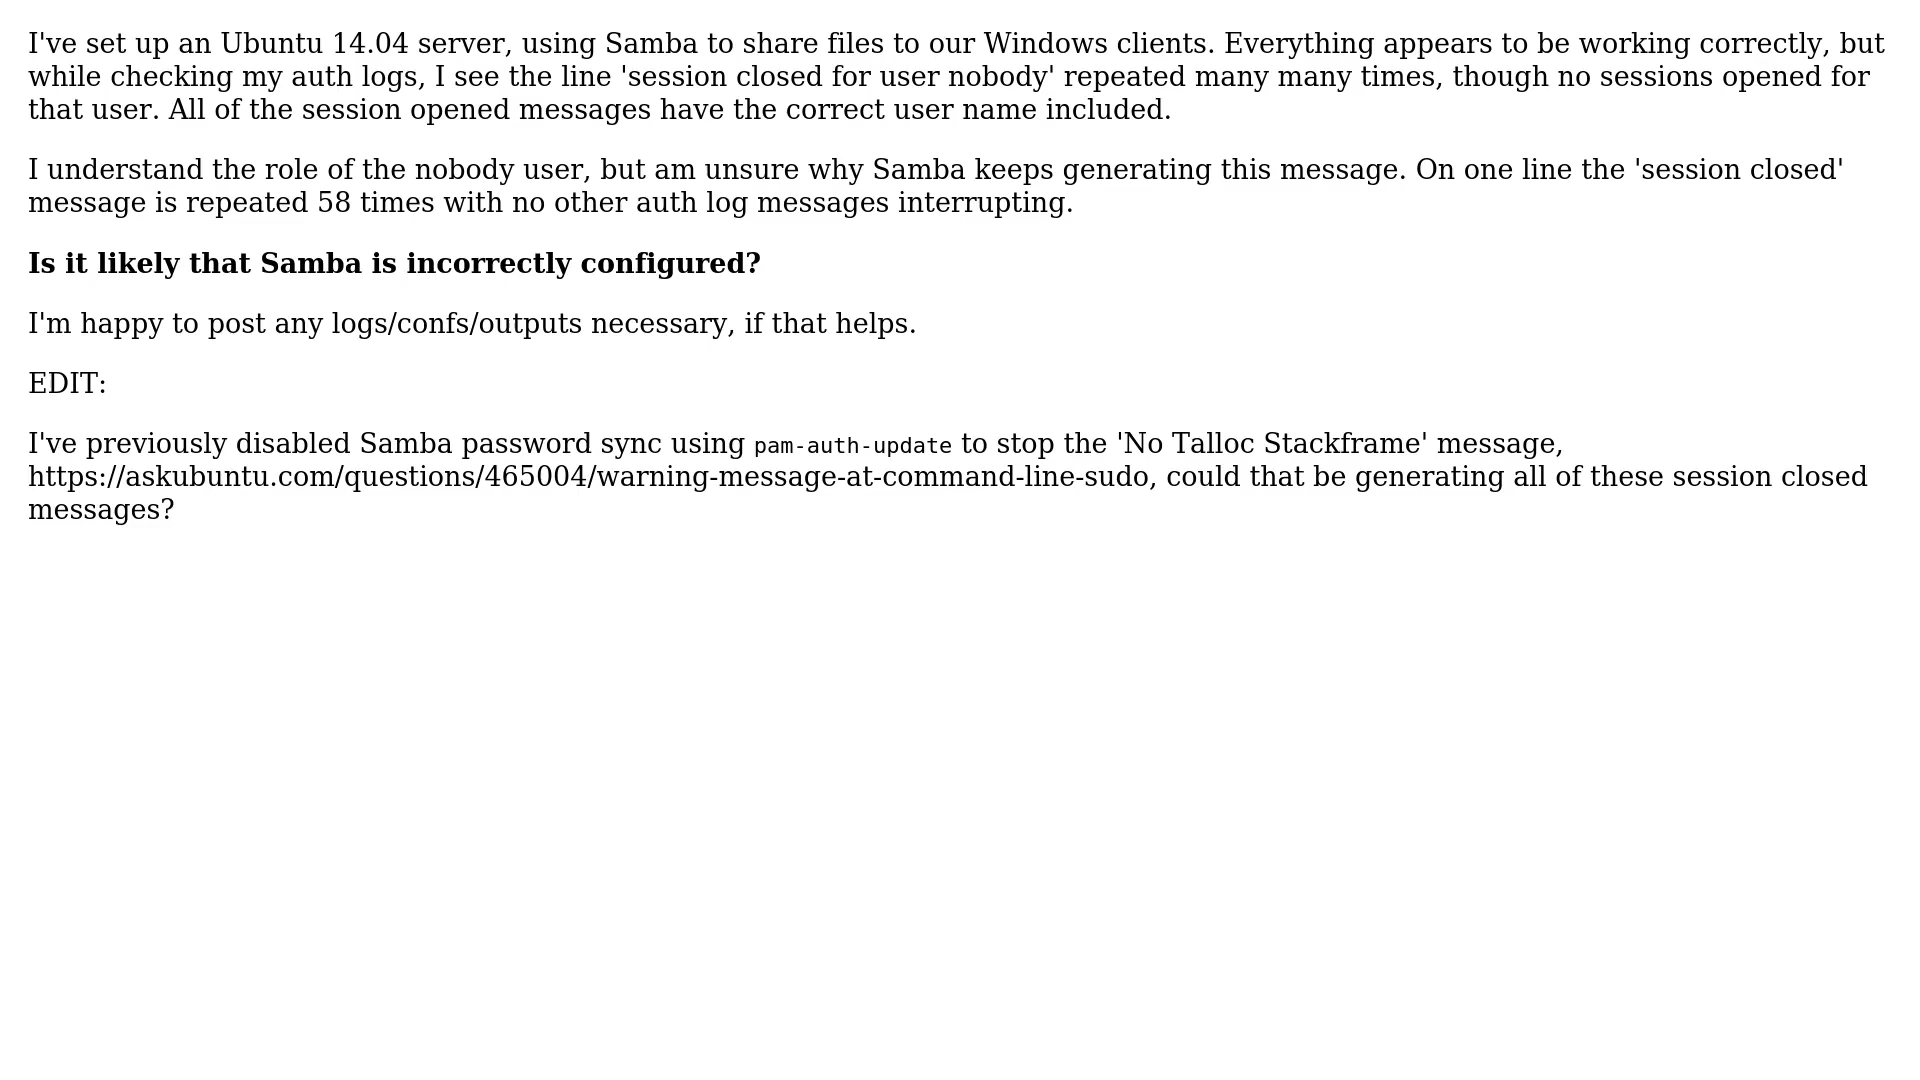 I've set up an Ubuntu 14.04 server, using Samba to share files to our Windows clients. Everything appears to be working correctly, but
while checking my auth logs, I see the line 'session closed for user nobody' repeated many many times, though no sessions opened for
that user. All of the session opened messages have the correct user name included.
I understand the role of the nobody user, but am unsure why Samba keeps generating this message. On one line the 'session closed'
message is repeated 58 times with no other auth log messages interrupting.
Is it likely that Samba is incorrectly configured?
I'm happy to post any logs/confs/outputs necessary, if that helps.
EDIT:
I've previously disabled Samba password sync using pam-auth-update to stop the 'No Talloc Stackframe' message,
https://askubuntu.com/questions/465004/warning-message-at-command-line-sudo, could that be generating all of these session closed
messages?